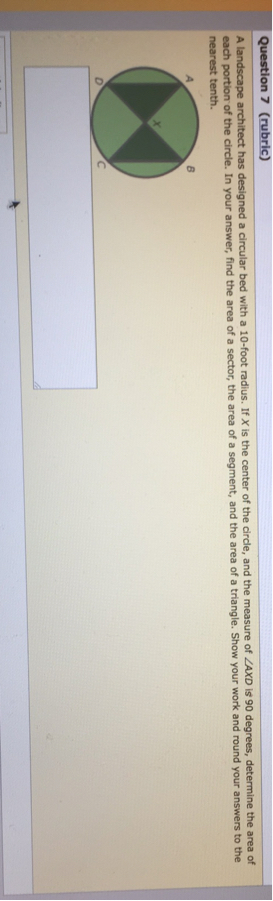 Question 7 (rubric)
A landscape architect has designed a circular bed with a 10-foot radius. If X is the center of the circle, and the measure of ∠AXD is 90 degrees, determine the area of
each portion of the circle. In your answer, find the area of a sector, the area of a segment, and the area of a triangle. Show your work and round your answers to the
nearest tenth.
A
B
X
D
C